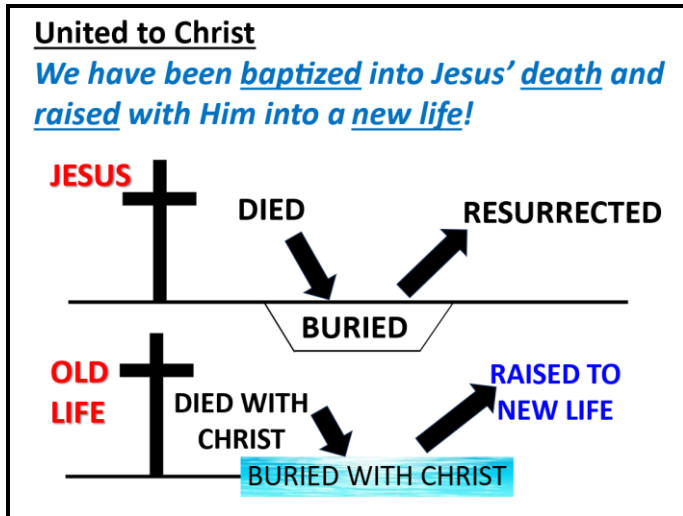 United to Christ
We have been baptized into Jesus’ death and
raised with Him into a new life!
JESUS
DIED
RESURRECTED
BURIED
OLD
LIFE
DIED WITH
CHRIST
RAISED TO
NEW LIFE
BURIED WITH CHRIST